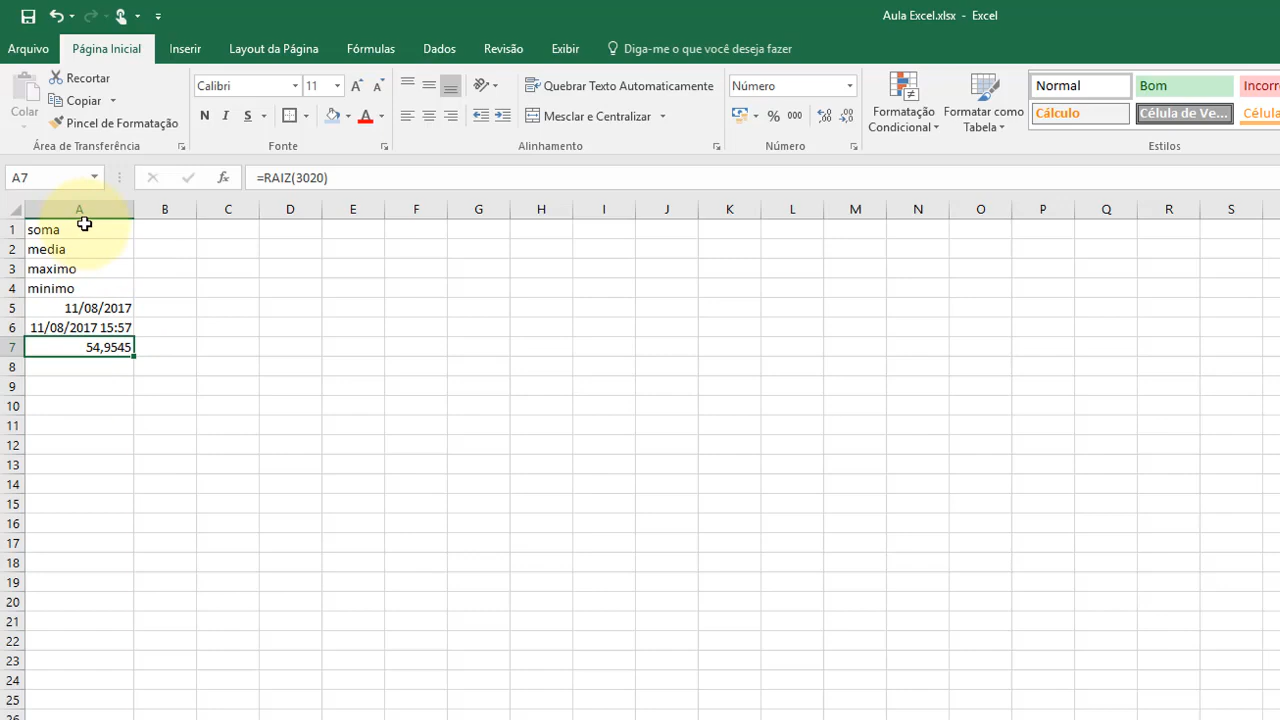 Aula Excel.xlsx - Excel
Arquivo Página Inicial Inserir Layout da Página Fórmulas Dados Revisão Exibir Diga-me o que você deseja fazer
Colar
Recortar
Copiar
Pincel de Formatação
Área de Transferência
Calibri 11
N I S
Fonte
Quebrar Texto Automaticamente
Mesclar e Centralizar
Alinhamento
Número
% 000
Número
Formatação
Condicional
Formatar como
Tabela
Normal Bom Incorr
Cálculo Célula de Ve... Célula
Estilos
A7 fx =RAIZ(3020)
A B C D E F G H I J K L M N O P Q R S
1 soma
2 media
3 maximo
4 minimo
5 11/08/2017
6 11/08/2017 15:57
7 54,9545
8
9
10
11
12
13
14
15
16
17
18
19
20
21
22
23
24
25
26